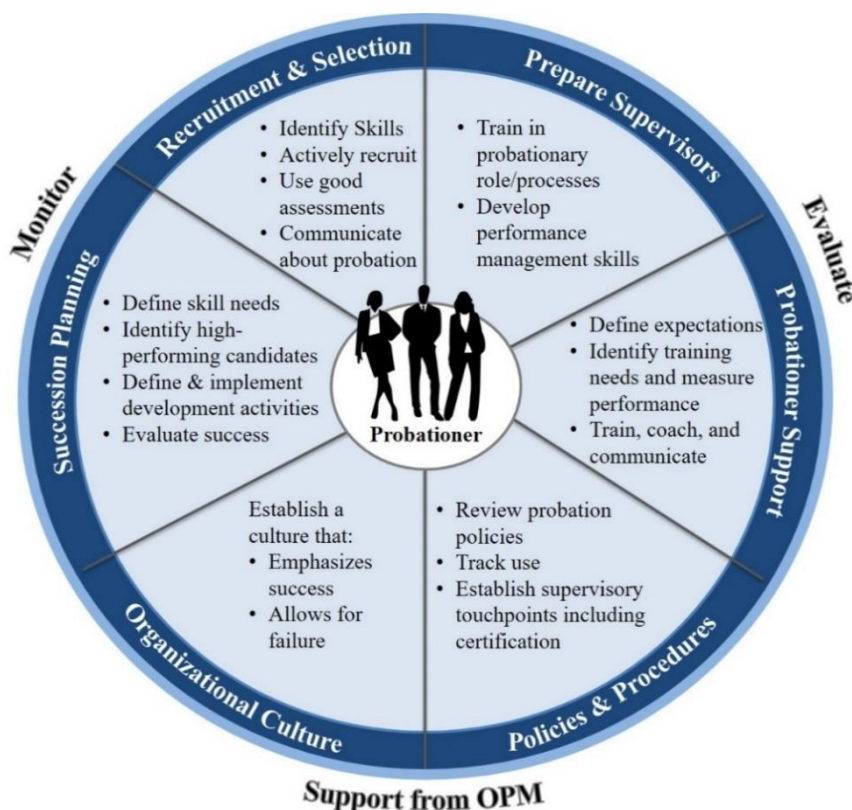 Recruitment & Selection
• Identify Skills
• Actively recruit
• Use good
assessments
• Communicate
about probation
Prepare Supervisors
• Train in
probationary
role/processes
• Develop
performance
management skills
Monitor
Evaluate
Succession Planning
• Define skill needs
• Identify high-
performing candidates
• Define & implement
development activities
• Evaluate success
Probationer
Probationer Support
• Define expectations
• Identify training
needs and measure
performance
• Train, coach, and
communicate
Organizational Culture
Establish a
culture that:
• Emphasizes
success
• Allows for
failure
Policies & Procedures
• Review probation
policies
• Track use
• Establish supervisory
touchpoints including
certification
Support from OPM